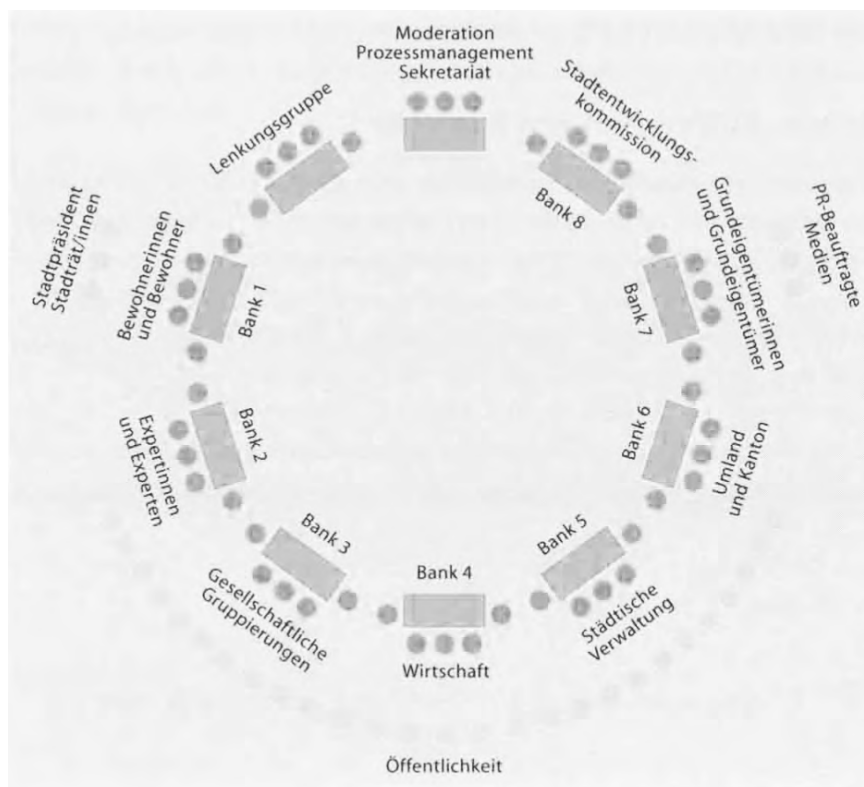 Moderation
Prozessmanagement
Sekretariat
Lenkungsgruppe
Stadtentwicklungs-
kommission
Bank 8
Stadtpräsident
Stadträt/innen
Bewohnerinnen
und Bewohner
Bank 1
Grundeigentümerinnen
und Grundeigentümer
Bank 7
PR-Beauftragte
Medien
Expertinnen
und Experten
Bank 2
Bank 6
Umland
und Kanton
Bank 3
Gesellschaftliche
Gruppierungen
Bank 4
Wirtschaft
Bank 5
Städtische
Verwaltung
Öffentlichkeit